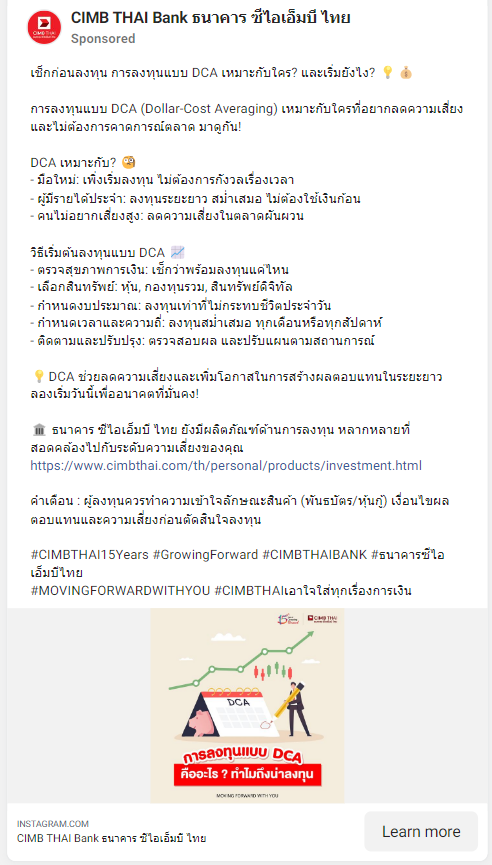 CIMB THAI Bank ธนาคาร ซีไอเอ็มบี ไทย
Sponsored
เช็กก่อนลงทุน การลงทุนแบบ DCA เหมาะกับใคร? และเริ่มยังไง? 💡 💰
การลงทุนแบบ DCA (Dollar-Cost Averaging) เหมาะกับใครที่อยากลดความเสี่ยง
และไม่ต้องการคาดการณ์ตลาด มาดูกัน!
DCA เหมาะกับ? 🧐
- มือใหม่: เพิ่งเริ่มลงทุน ไม่ต้องการกังวลเรื่องเวลา
- ผู้มีรายได้ประจำ: ลงทุนระยะยาว สม่ำเสมอ ไม่ต้องใช้เงินก้อน
- คนไม่อยากเสี่ยงสูง: ลดความเสี่ยงในตลาดผันผวน
วิธีเริ่มต้นลงทุนแบบ DCA 📈
- ตรวจสุขภาพการเงิน: เช็กว่าพร้อมลงทุนแค่ไหน
- เลือกสินทรัพย์: หุ้น, กองทุนรวม, สินทรัพย์ดิจิทัล
- กำหนดงบประมาณ: ลงทุนเท่าที่ไม่กระทบชีวิตประจำวัน
- กำหนดเวลาและความถี่: ลงทุนสม่ำเสมอ ทุกเดือนหรือทุกสัปดาห์
- ติดตามและปรับปรุง: ตรวจสอบผล และปรับแผนตามสถานการณ์
💡 DCA ช่วยลดความเสี่ยงและเพิ่มโอกาสในการสร้างผลตอบแทนในระยะยาว
ลองเริ่มวันนี้เพื่ออนาคตที่มั่นคง!
🏛️ ธนาคาร ซีไอเอ็มบี ไทย ยังมีผลิตภัณฑ์ด้านการลงทุน หลากหลายที่
สอดคล้องไปกับระดับความเสี่ยงของคุณ
https://www.cimbthai.com/th/personal/products/investment.html
คำเตือน : ผู้ลงทุนควรทำความเข้าใจลักษณะสินค้า (พันธบัตร/หุ้นกู้) เงื่อนไขผล
ตอบแทนและความเสี่ยงก่อนตัดสินใจลงทุน
#CIMBTHAI15Years #GrowingForward #CIMBTHAIBANK #ธนาคารซีไอ
เอ็มบีไทย
#MOVINGFORWARDWITHYOU #CIMBTHAIเอาใจใส่ทุกเรื่องการเงิน
CIMB THAI
DCA
การลงทุนแบบ DCA
คืออะไร ? ทำไมถึงน่าลงทุน
MOVING FORWARD WITH YOU
INSTAGRAM.COM
CIMB THAI Bank ธนาคาร ซีไอเอ็มบี ไทย
Learn more